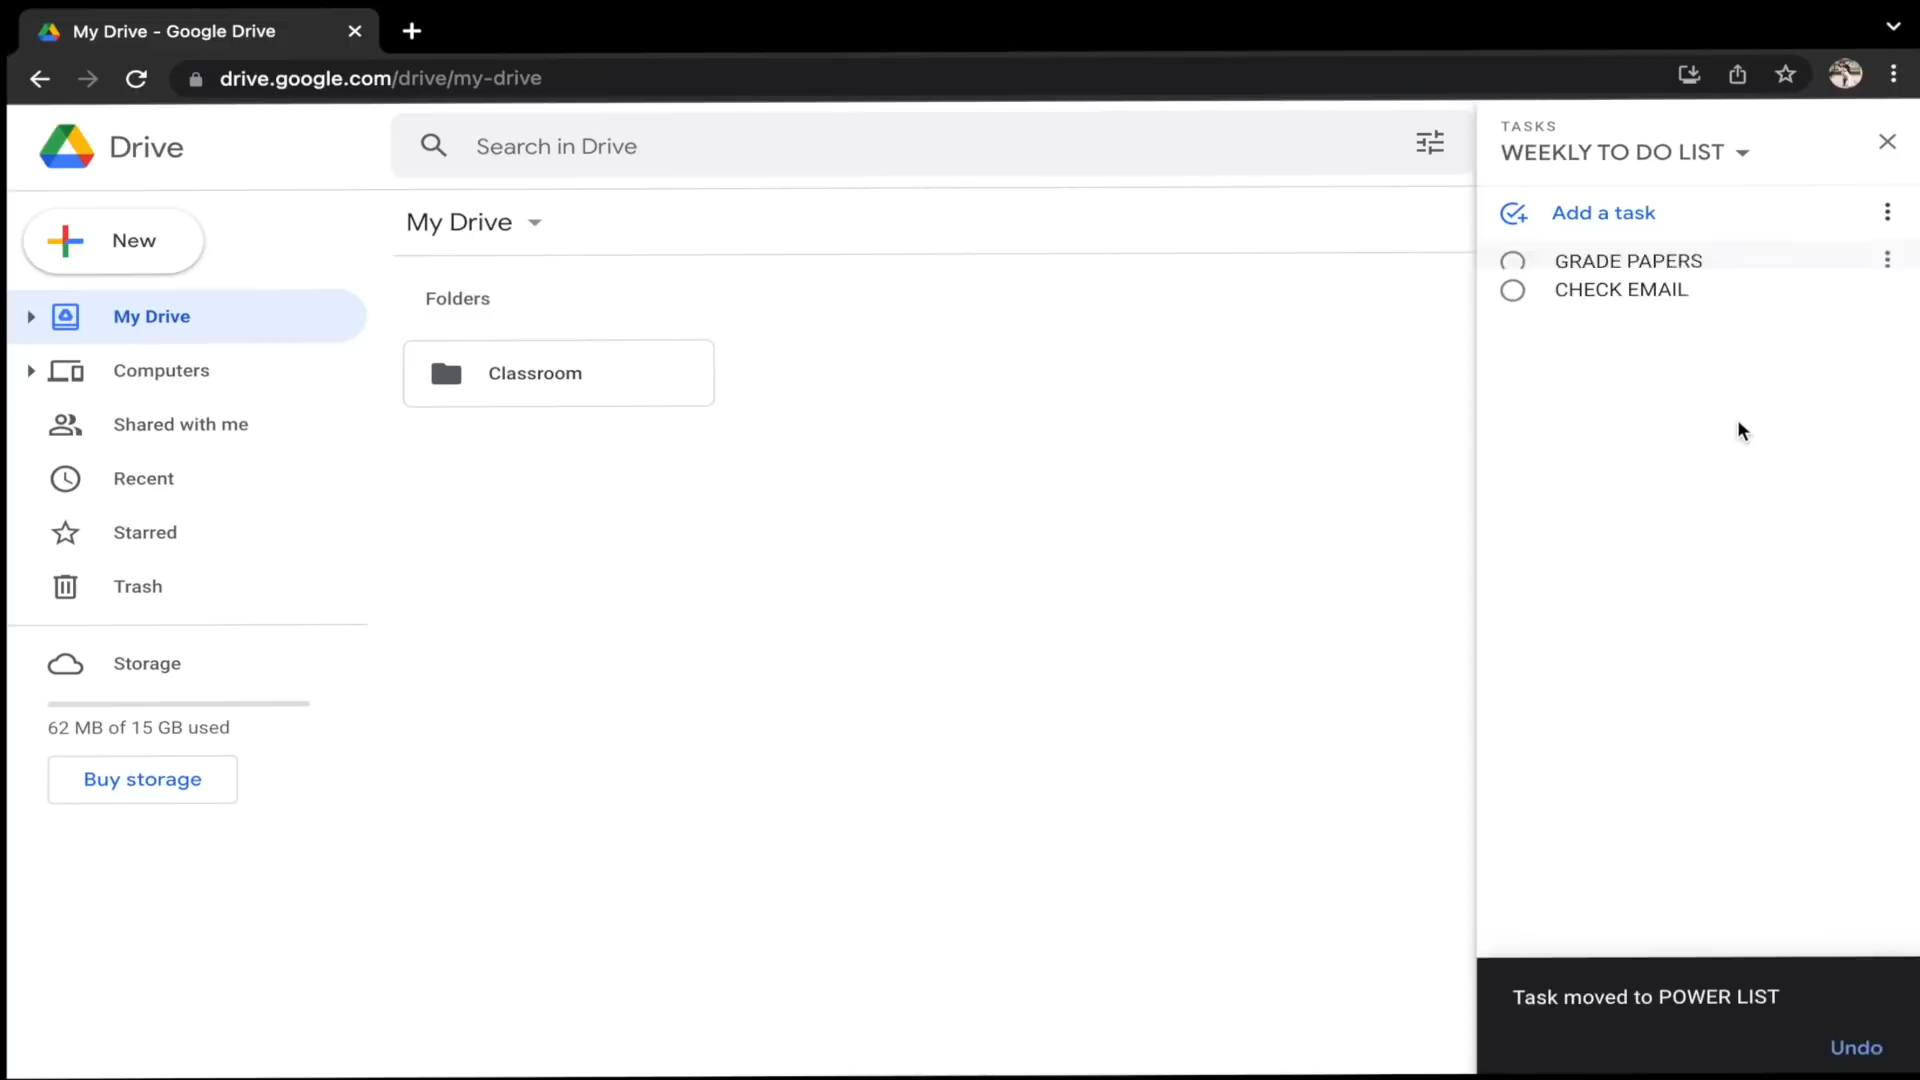 My Drive - Google Drive
drive.google.com/drive/my-drive
Drive
Search in Drive
New
My Drive
Computers
Shared with me
Recent
Starred
Trash
Storage
62 MB of 15 GB used
Buy storage
My Drive
Folders
Classroom
TASKS
WEEKLY TO DO LIST
Add a task
GRADE PAPERS
CHECK EMAIL
Task moved to POWER LIST
Undo